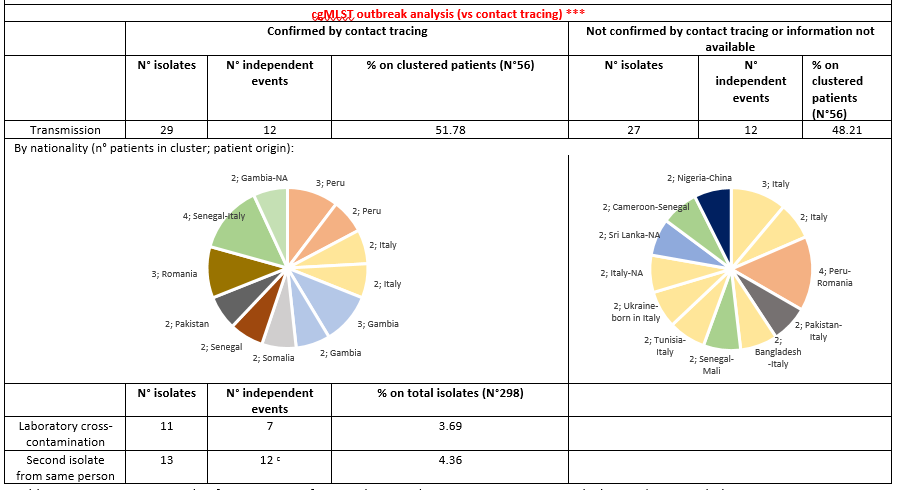 cgMLST outbreak analysis (vs contact tracing) ***
Confirmed by contact tracing
Not confirmed by contact tracing or information not
available
N° isolates
N° independent
events
% on clustered patients (N°56)
N° isolates
N°
independent
events
% on
clustered
patients
(N°56)
Transmission 29 12 51.78 27 12 48.21
By nationality (n° patients in cluster; patient origin):
2; Gambia-NA
3; Peru
2; Peru
2; Italy
2; Italy
3; Gambia
2; Gambia
2; Somalia
2; Senegal
2; Pakistan
3; Romania
4; Senegal-Italy
2; Nigeria-China
3; Italy
2; Italy
4; Peru-
Romania
2; Pakistan-
Italy
2;
Bangladesh
-Italy
2; Senegal-
Mali
2; Tunisia-
Italy
2; Ukraine-
born in Italy
2; Italy-NA
2; Sri Lanka-NA
2; Cameroon-Senegal
N° isolates
N° independent
events
% on total isolates (N°298)
Laboratory cross-
contamination
11 7 3.69
Second isolate
from same person
13 12 c 4.36